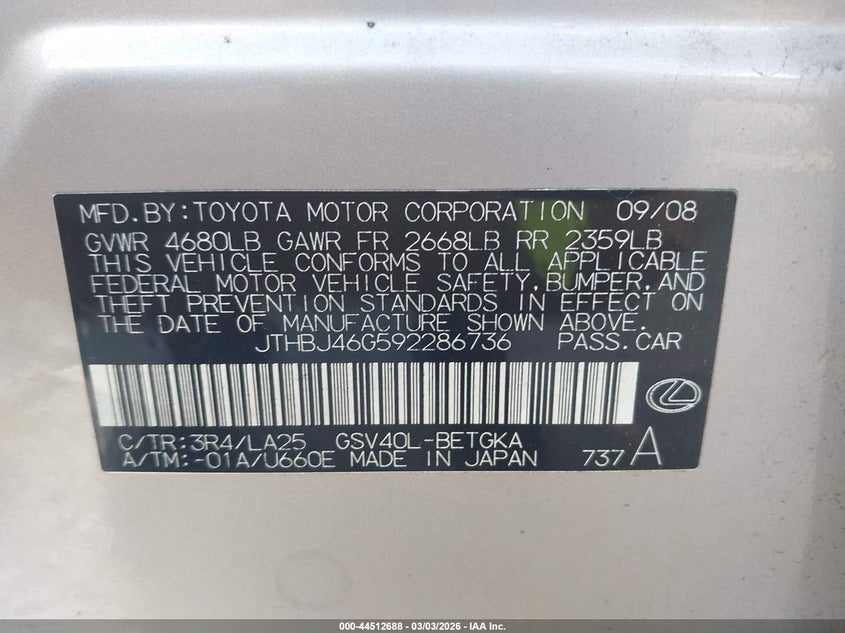 MFD.BY:TOYOTA MOTOR CORPORATION 09/08
GVWR 4680LB GAWR FR 2668LB RR 2359LB
THIS VEHICLE CONFORMS TO ALL APPLICABLE
FEDERAL MOTOR VEHICLE SAFETY,BUMPER,AND
THEFT PREVENTION STANDARDS IN EFFECT ON
THE DATE OF MANUFACTURE SHOWN ABOVE.
JTHBJ46G592286736 PASS.CAR
C/TR:3R4/LA25 GSV40L-BETGKA
A/TM:-01A/U660E MADE IN JAPAN 737A
000-44512688 - 03/03/2026 - IAA Inc.